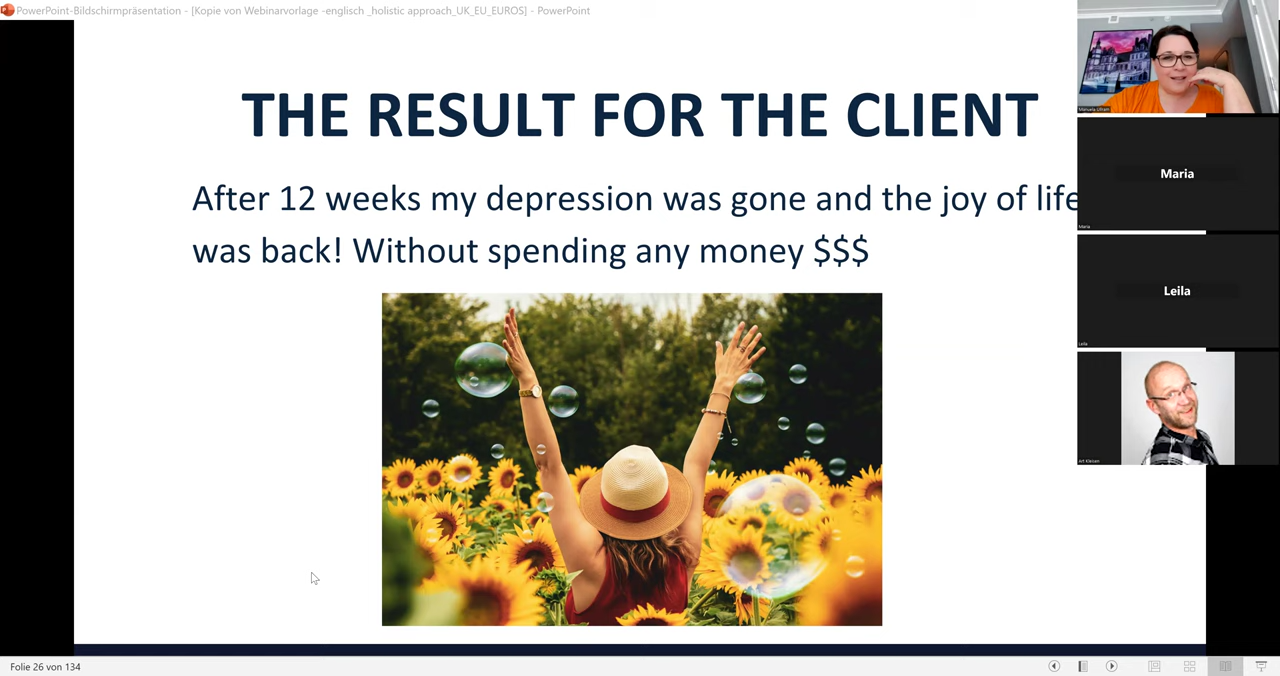 PowerPoint-Bildschirmpräsentation - [Kopie von Webinarvorlage -englisch _holistic approach_UK_EU_EUROS] - PowerPoint
THE RESULT FOR THE CLIENT
After 12 weeks my depression was gone and the joy of life
was back! Without spending any money $$$
Maria
Maria
Leila
Leila
Folie 26 von 134